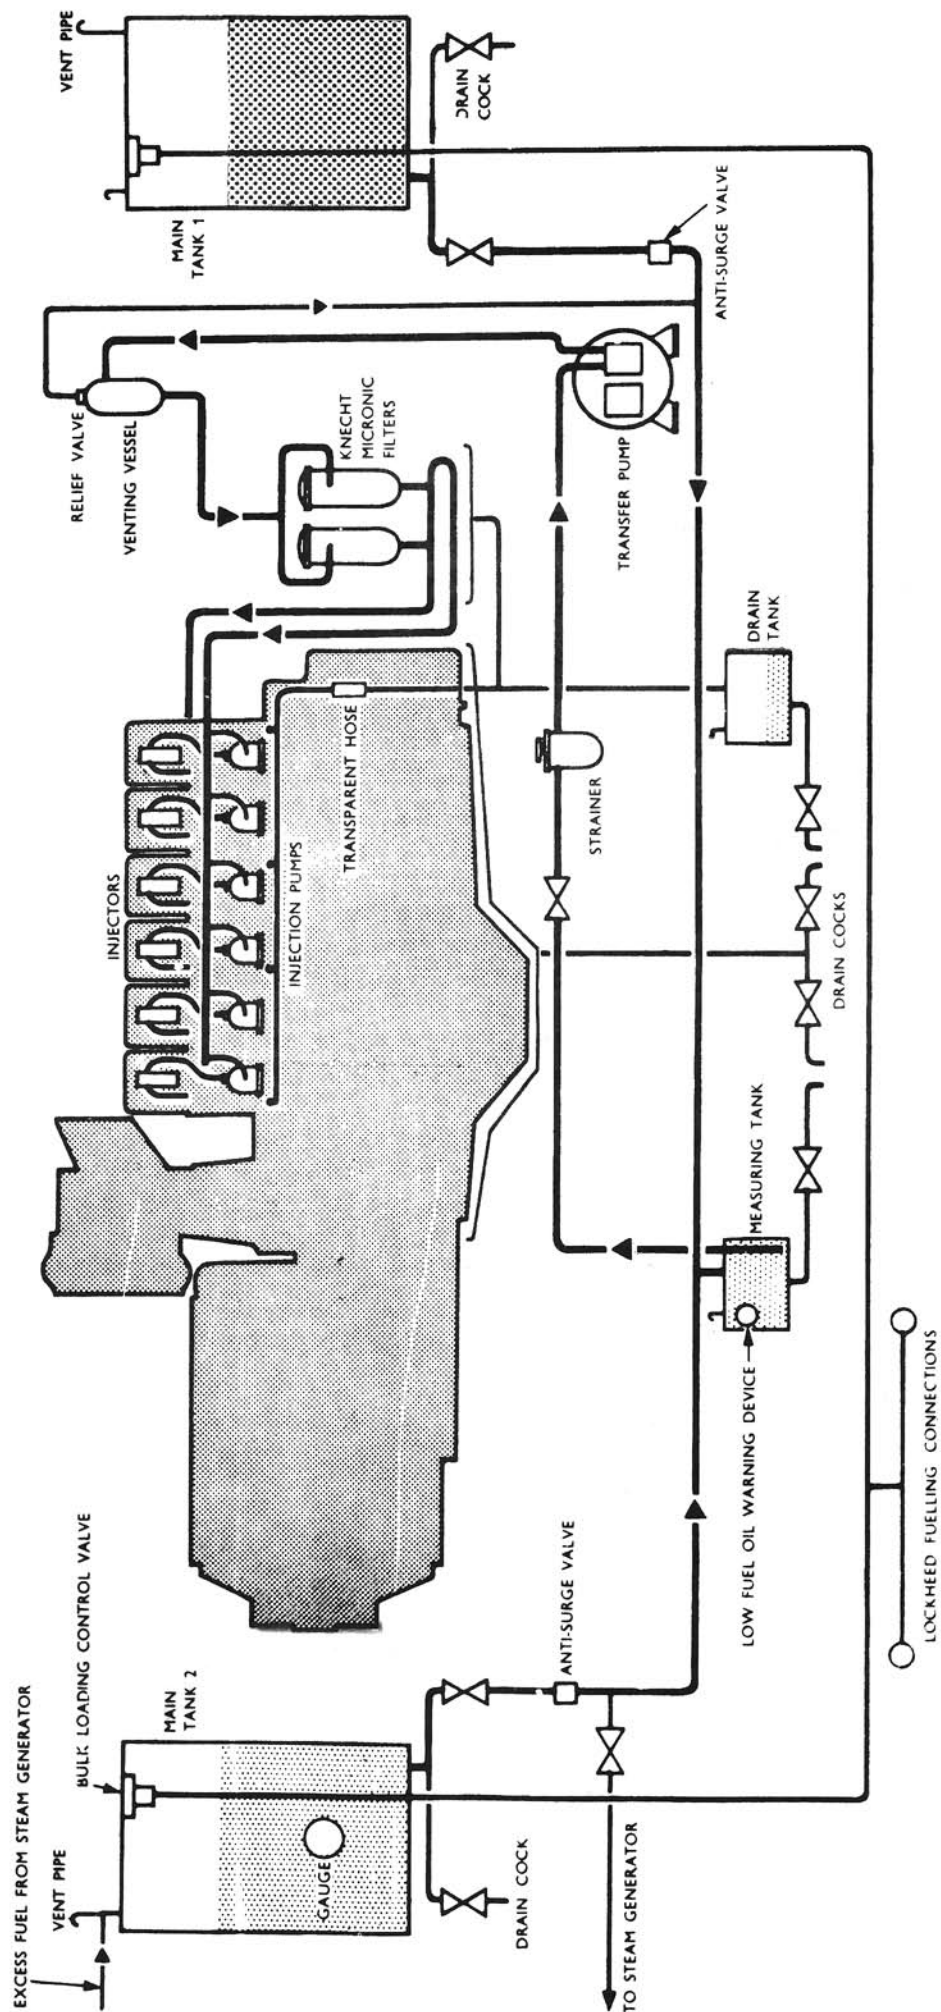 EXCESS FUEL FROM STEAM GENERATOR
VENT PIPE
BULK LOADING CONTROL VALVE
MAIN
TANK 2
GAUGE
DRAIN COCK
TO STEAM GENERATOR
ANTI-SURGE VALVE
INJECTORS
INJECTION PUMPS
TRANSPARENT HOSE
RELIEF VALVE
VENTING VESSEL
KNECHT
MICRONIC
FILTERS
VENT PIPE
MAIN
TANK 1
DRAIN
COCK
ANTI-SURGE VALVE
TRANSFER PUMP
STRAINER
DRAIN
TANK
DRAIN COCKS
MEASURING TANK
LOW FUEL OIL WARNING DEVICE
LOCKHEED FUELLING CONNECTIONS